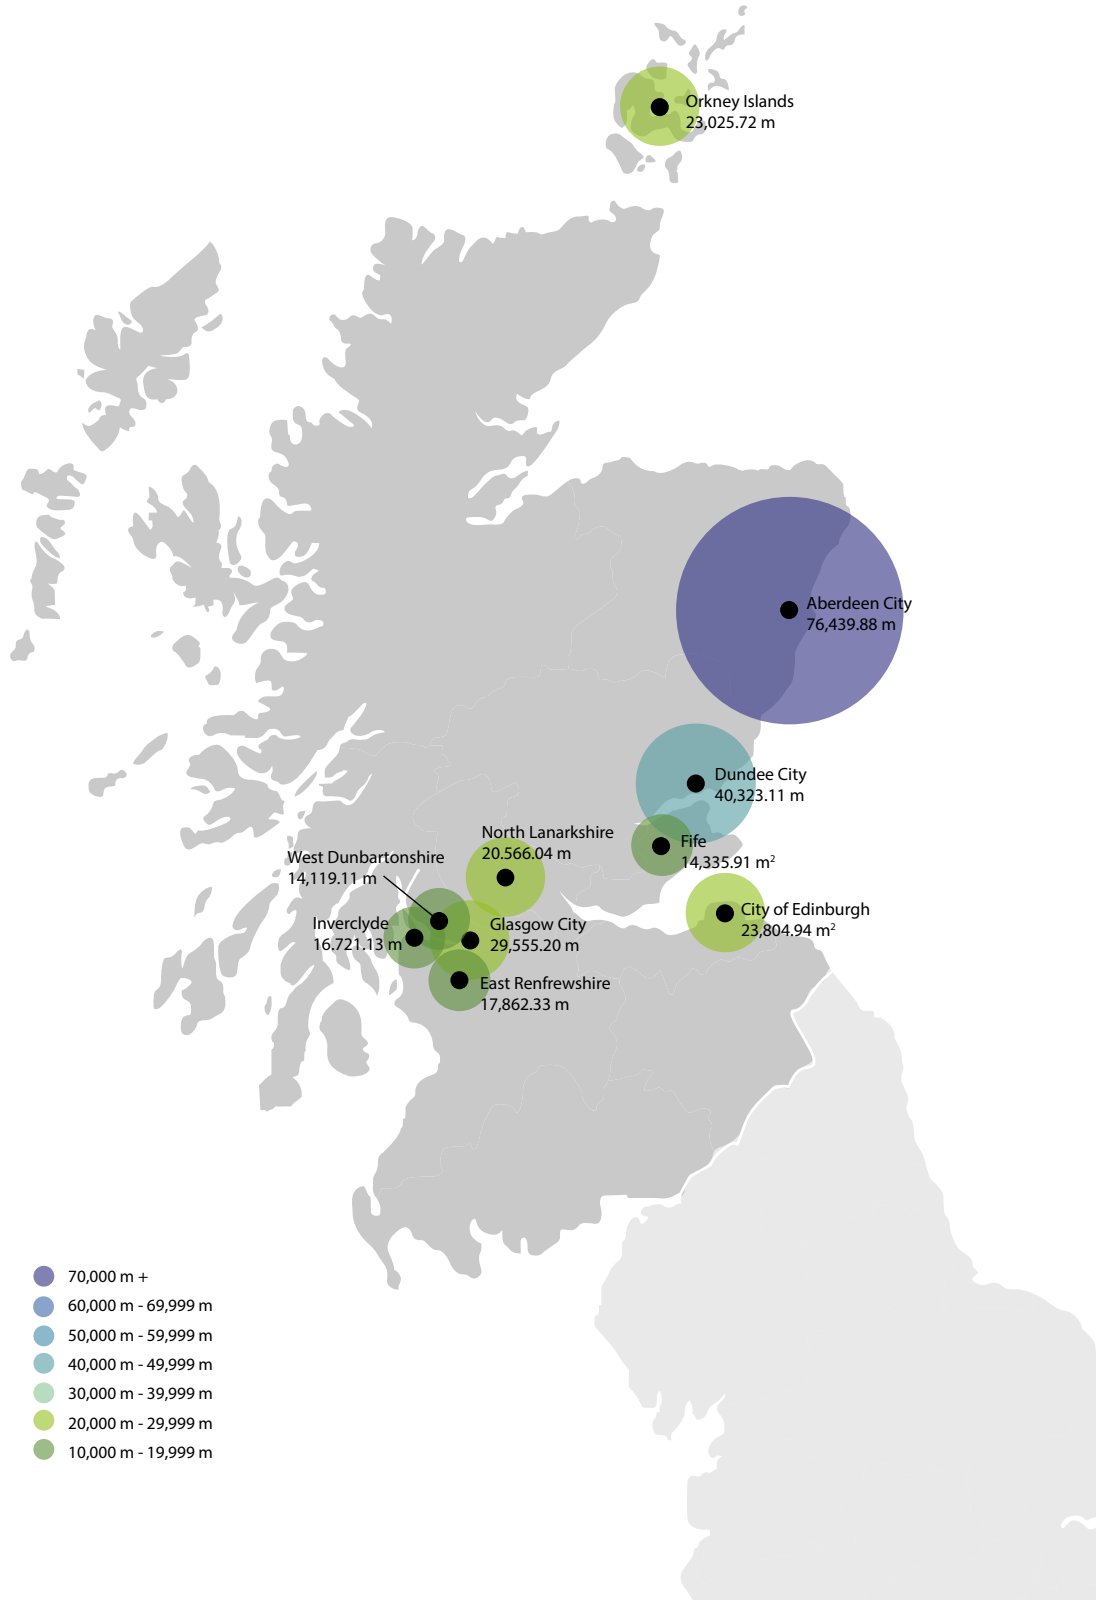 Orkney Islands
23,025.72 m
Aberdeen City
76,439.88 m
Dundee City
40,323.11 m
North Lanarkshire
20.566.04 m
Fife
14,335.91 m²
West Dunbartonshire
14,119.11 m
City of Edinburgh
23,804.94 m²
Inverclyde
16.721.13 m
Glasgow City
29,555.20 m
East Renfrewshire
17,862.33 m
70,000 m +
60,000 m - 69,999 m
50,000 m - 59,999 m
40,000 m - 49,999 m
30,000 m - 39,999 m
20,000 m - 29,999 m
10,000 m - 19,999 m